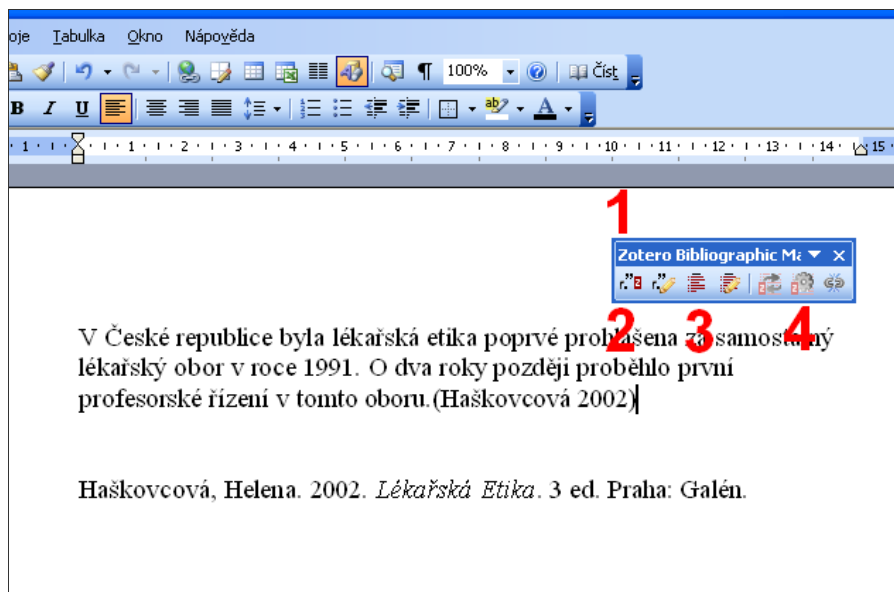 oje Tabulka Okno Nápověda
100% Číst
B I U A
1 1 2 3 4 5 6 7 8 9 10 11 12 13 14 15
1
Zotero Bibliographic Ma
2 3 4
V České republice byla lékařská etika poprvé prohlášena za samostatný
lékařský obor v roce 1991. O dva roky později proběhlo první
profesorské řízení v tomto oboru.(Haškovcová 2002)
Haškovcová, Helena. 2002. Lékařská Etika. 3 ed. Praha: Galén.